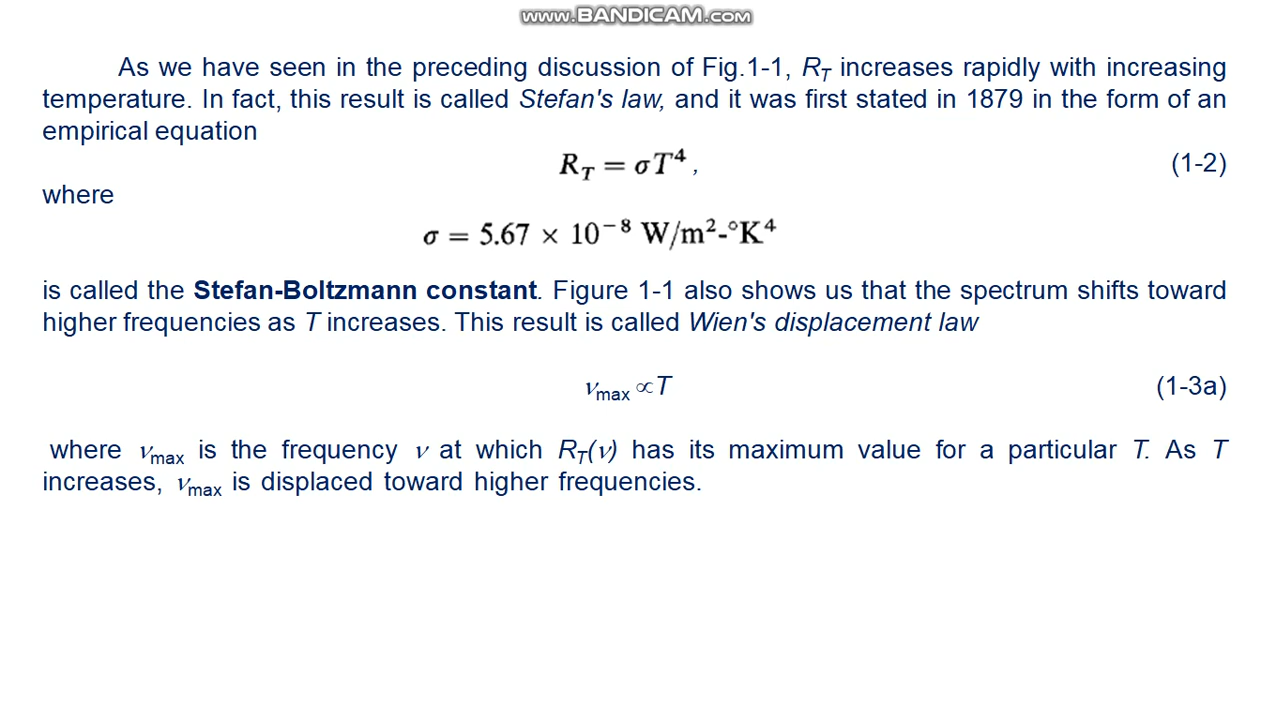 www.BANDICAM.com
As we have seen in the preceding discussion of Fig.1-1, R_T increases rapidly with increasing
temperature. In fact, this result is called Stefan's law, and it was first stated in 1879 in the form of an
empirical equation
R_T = σT⁴ , (1-2)
where
σ = 5.67 × 10⁻⁸ W/m²-°K⁴
is called the Stefan-Boltzmann constant. Figure 1-1 also shows us that the spectrum shifts toward
higher frequencies as T increases. This result is called Wien's displacement law
ν_max ∝ T (1-3a)
where ν_max is the frequency ν at which R_T(ν) has its maximum value for a particular T. As T
increases, ν_max is displaced toward higher frequencies.